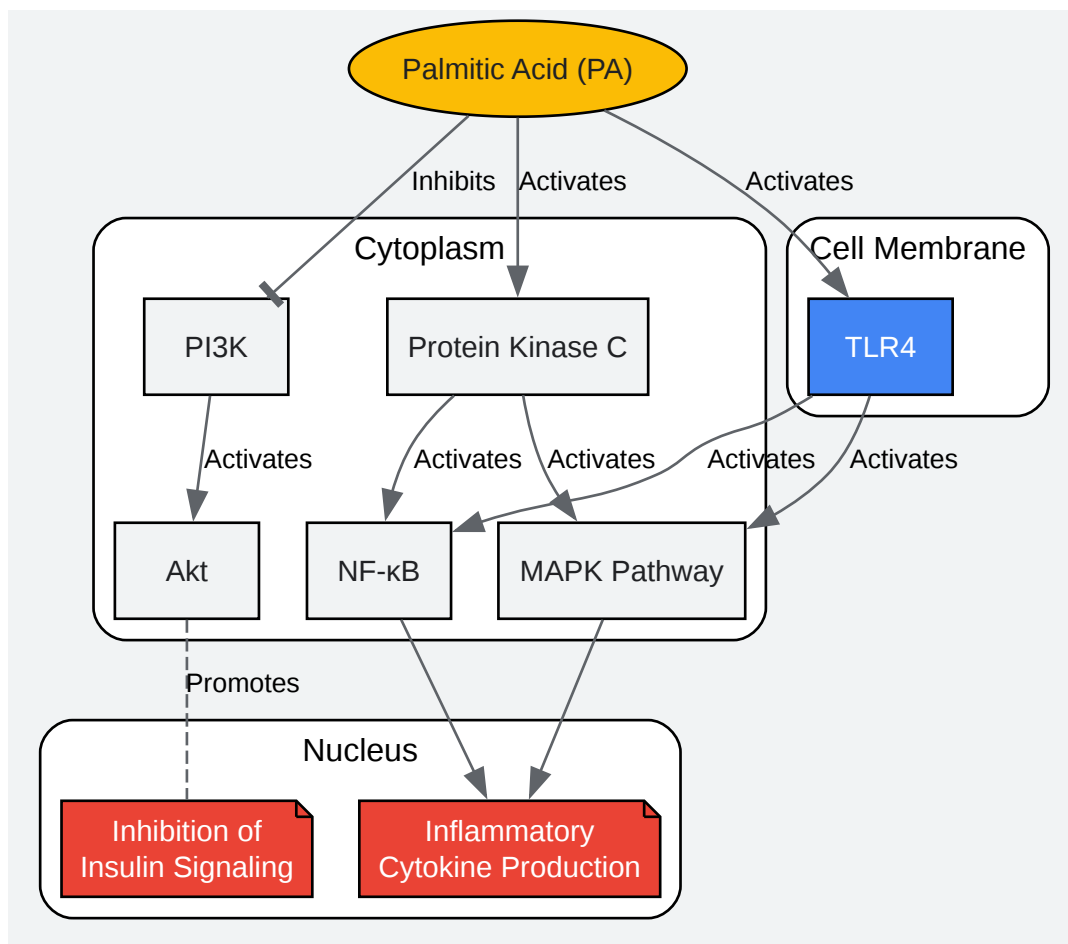 Palmitic Acid (PA)
Inhibits
Activates
Activates
Cytoplasm
Cell Membrane
PI3K
Protein Kinase C
TLR4
Activates
Activates
Activates
Activates
Activates
Akt
NF-κB
MAPK Pathway
Promotes
Nucleus
Inhibition of
Insulin Signaling
Inflammatory
Cytokine Production